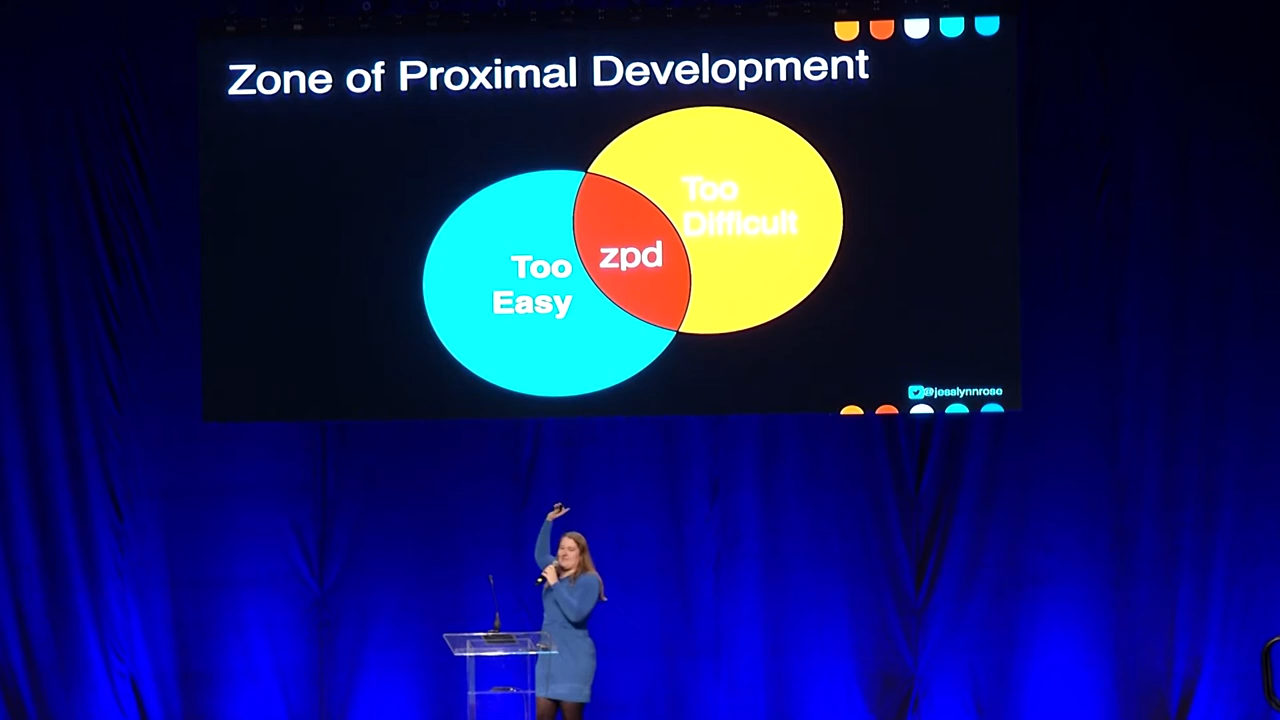 Zone of Proximal Development
Too
Difficult
zpd
Too
Easy
@jesslynnrose